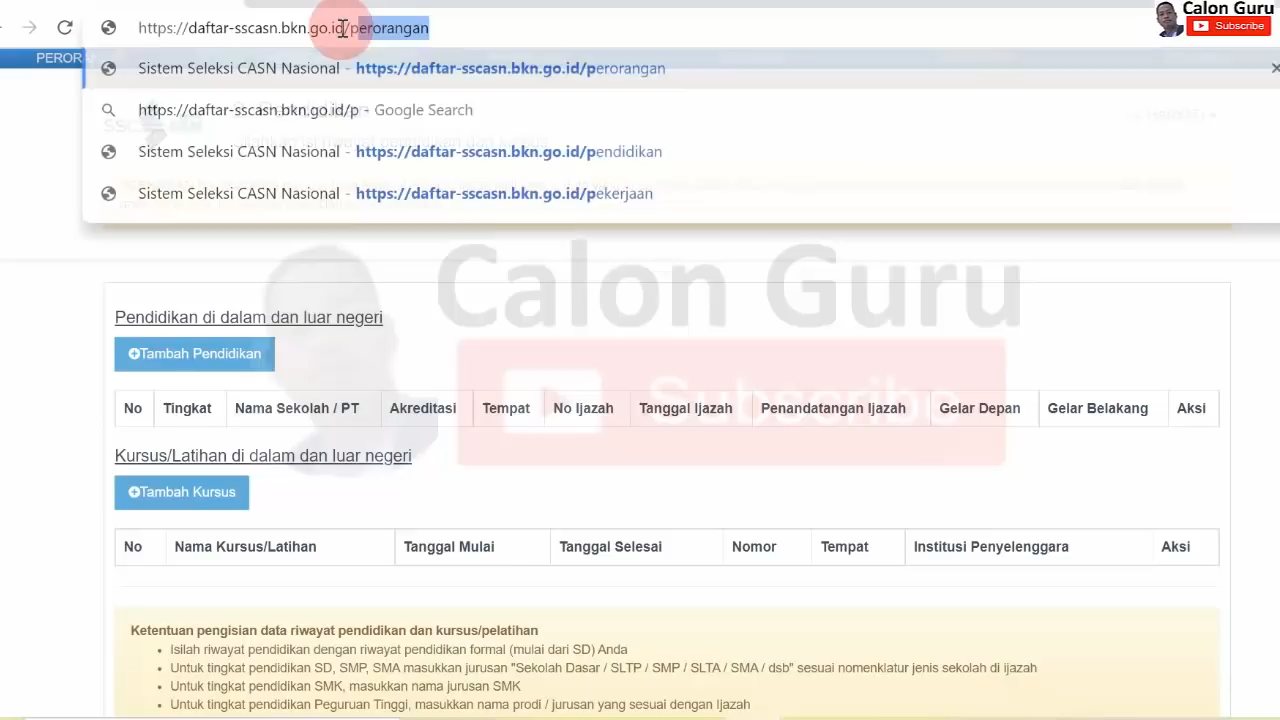 https://daftar-sscasn.bkn.go.id/perorangan
Calon Guru
Subscribe
PEROR
Sistem Seleksi CASN Nasional - https://daftar-sscasn.bkn.go.id/perorangan
https://daftar-sscasn.bkn.go.id/p - Google Search
Sistem Seleksi CASN Nasional - https://daftar-sscasn.bkn.go.id/pendidikan
Sistem Seleksi CASN Nasional - https://daftar-sscasn.bkn.go.id/pekerjaan
Calon Guru
Subscribe
Pendidikan di dalam dan luar negeri
Tambah Pendidikan
No Tingkat Nama Sekolah / PT Akreditasi Tempat No Ijazah Tanggal Ijazah Penandatangan Ijazah Gelar Depan Gelar Belakang Aksi
Kursus/Latihan di dalam dan luar negeri
Tambah Kursus
No Nama Kursus/Latihan Tanggal Mulai Tanggal Selesai Nomor Tempat Institusi Penyelenggara Aksi
Ketentuan pengisian data riwayat pendidikan dan kursus/pelatihan
• Isilah riwayat pendidikan dengan riwayat pendidikan formal (mulai dari SD) Anda
• Untuk tingkat pendidikan SD, SMP, SMA masukkan jurusan "Sekolah Dasar / SLTP / SMP / SLTA / SMA / dsb" sesuai nomenklatur jenis sekolah di ijazah
• Untuk tingkat pendidikan SMK, masukkan nama jurusan SMK
• Untuk tingkat pendidikan Peguruan Tinggi, masukkan nama prodi / jurusan yang sesuai dengan Ijazah